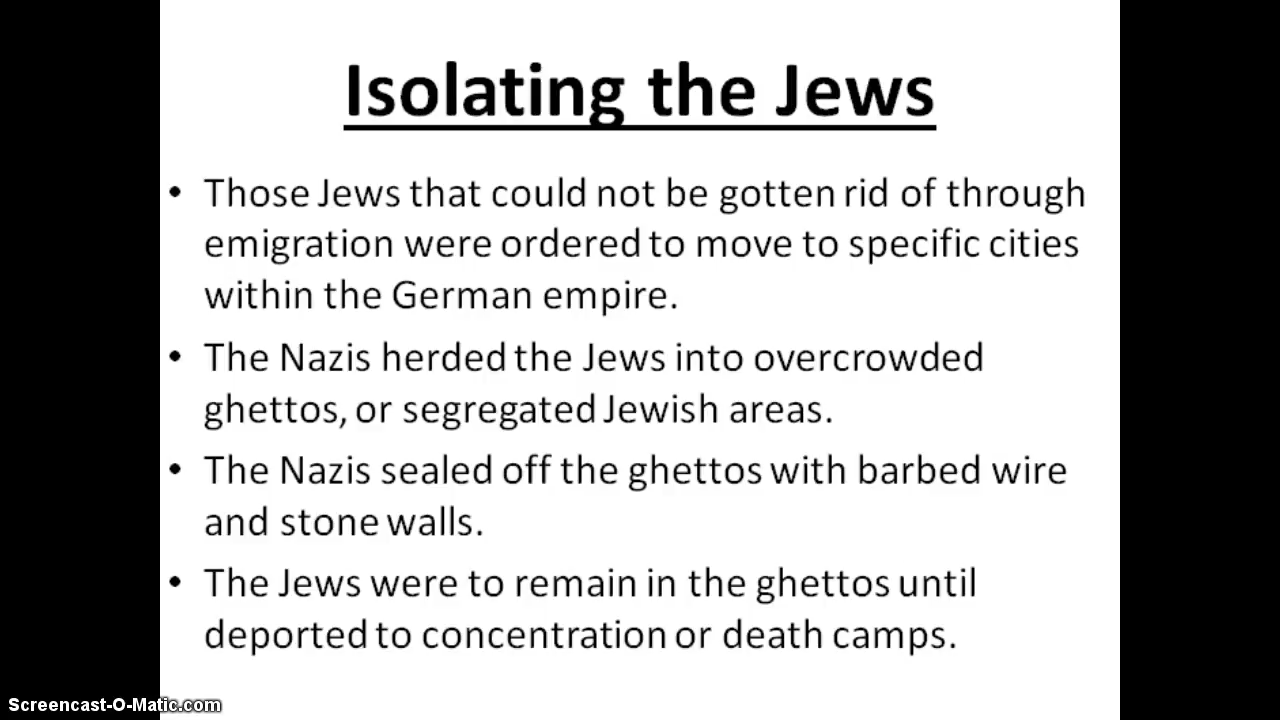 Isolating the Jews
• Those Jews that could not be gotten rid of through
emigration were ordered to move to specific cities
within the German empire.
• The Nazis herded the Jews into overcrowded
ghettos, or segregated Jewish areas.
• The Nazis sealed off the ghettos with barbed wire
and stone walls.
• The Jews were to remain in the ghettos until
deported to concentration or death camps.
Screencast-O-Matic.com